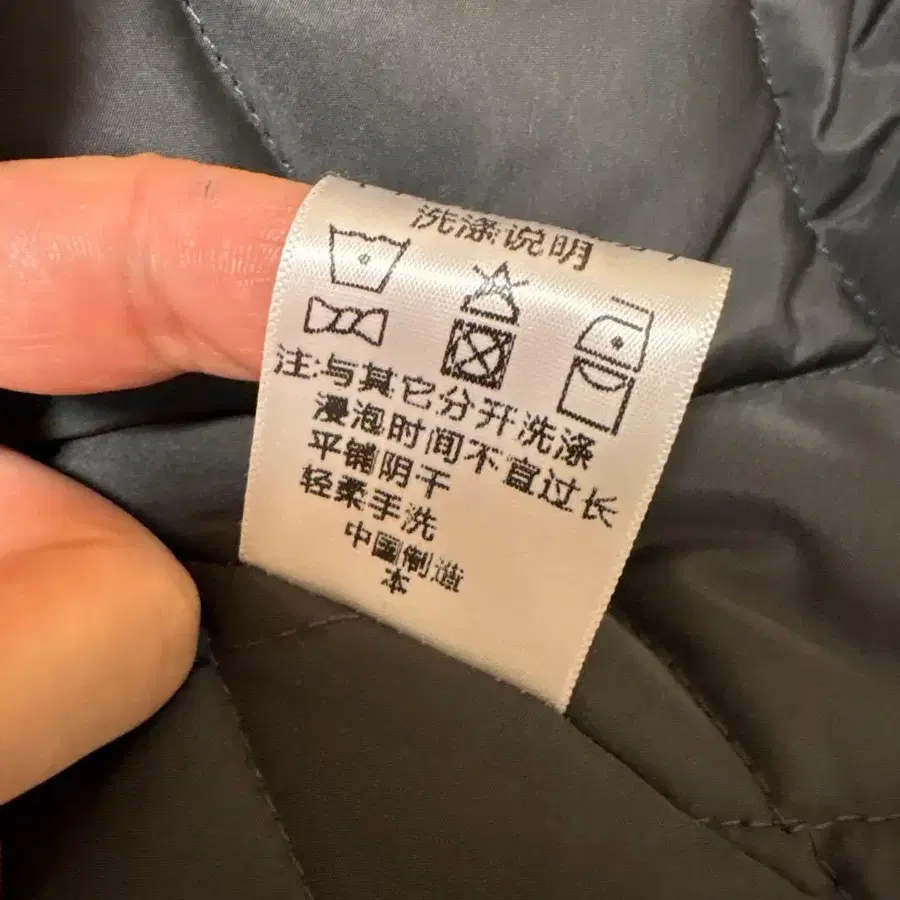 洗涤说明
注:与其它分开洗涤
浸泡时间不宜过长
平铺阴干
轻柔手洗
中国制造
本